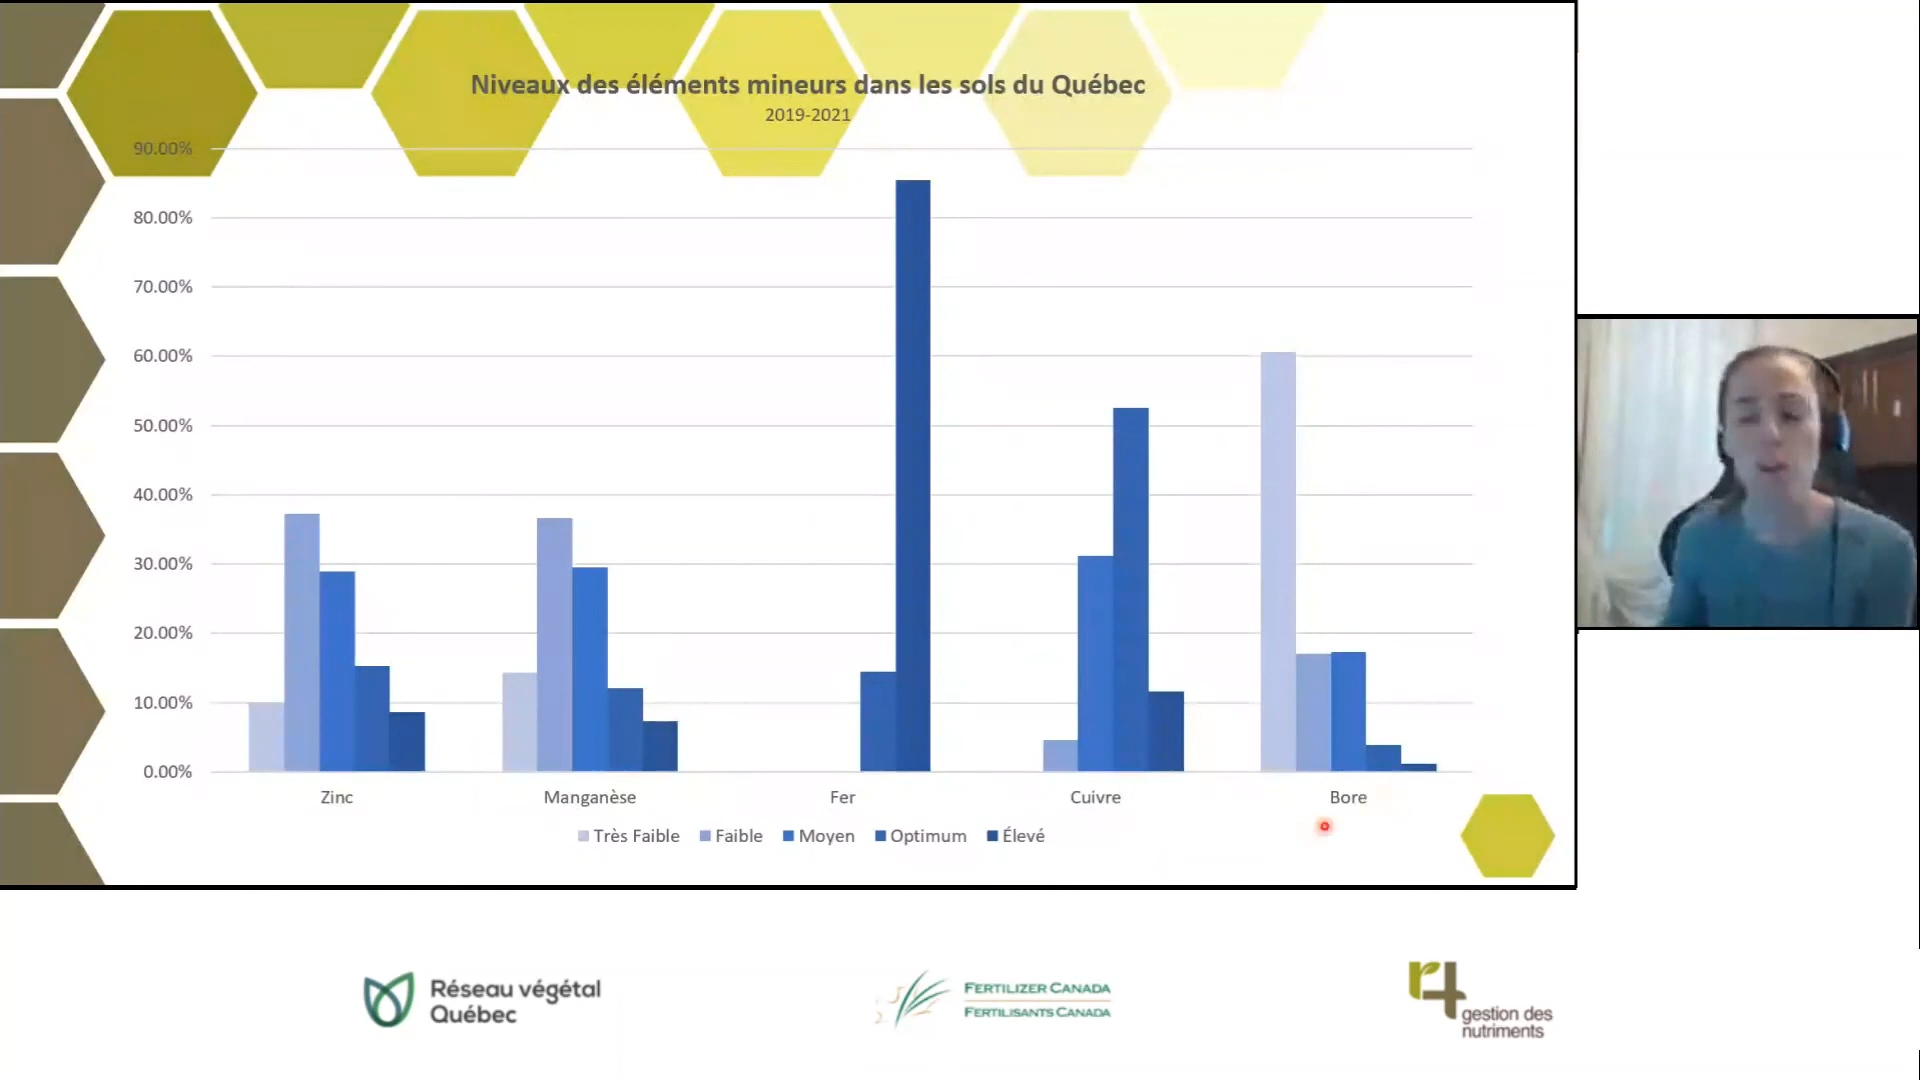 Niveaux des éléments mineurs dans les sols du Québec
2019-2021
90.00%
80.00%
70.00%
60.00%
50.00%
40.00%
30.00%
20.00%
10.00%
0.00%
Zinc Manganèse Fer Cuivre Bore
Très Faible Faible Moyen Optimum Élevé
Réseau végétal
Québec
FERTILIZER CANADA
FERTILISANTS CANADA
r4
gestion des
nutriments